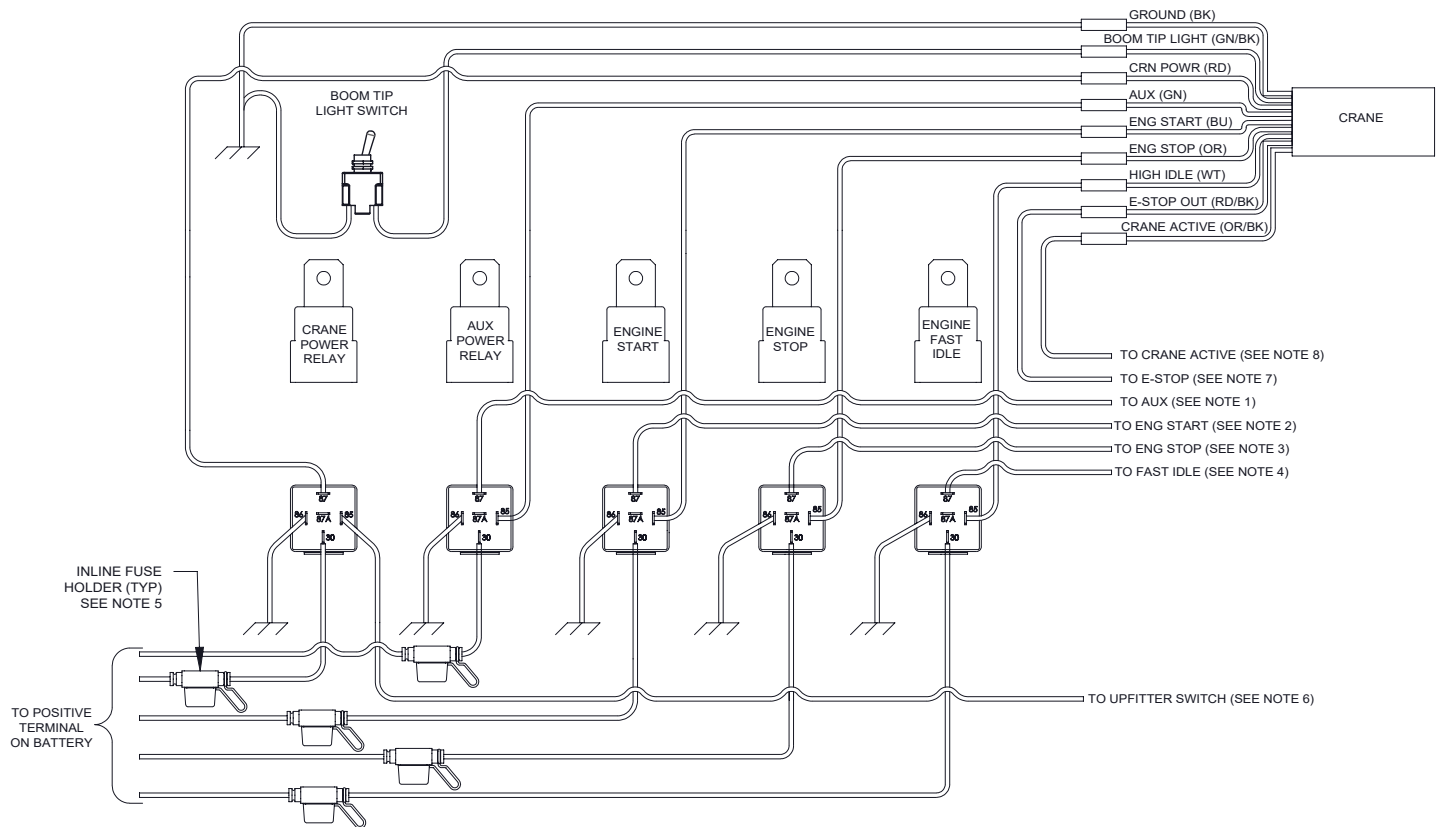 GROUND (BK)
BOOM TIP LIGHT (GN/BK)
CRN POWR (RD)
AUX (GN)
ENG START (BU)
ENG STOP (OR)
HIGH IDLE (WT)
E-STOP OUT (RD/BK)
CRANE ACTIVE (OR/BK)
CRANE
BOOM TIP
LIGHT SWITCH
CRANE
POWER
RELAY
AUX
POWER
RELAY
ENGINE
START
ENGINE
STOP
ENGINE
FAST
IDLE
TO CRANE ACTIVE (SEE NOTE 8)
TO E-STOP (SEE NOTE 7)
TO AUX (SEE NOTE 1)
TO ENG START (SEE NOTE 2)
TO ENG STOP (SEE NOTE 3)
TO FAST IDLE (SEE NOTE 4)
87
86
87A
85
30
87
86
87A
85
30
87
86
87A
85
30
87
86
87A
85
30
87
86
87A
85
30
INLINE FUSE
HOLDER (TYP)
SEE NOTE 5
TO POSITIVE
TERMINAL
ON BATTERY
TO UPFITTER SWITCH (SEE NOTE 6)